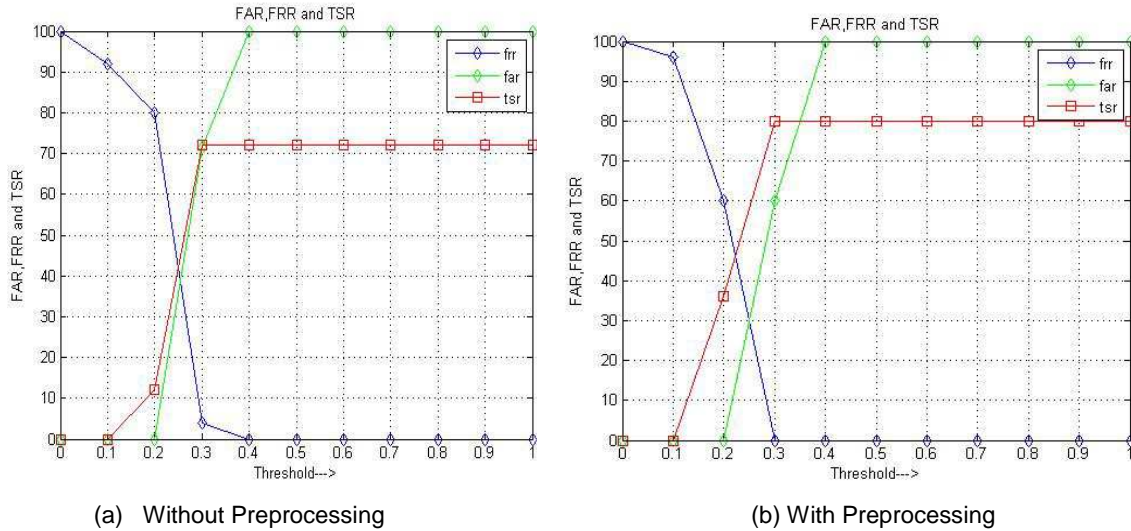 FAR,FRR and TSR
100
90
80
70
60
50
40
30
20
10
0
FAR,FRR and TSR
frr
far
tsr
0 0.1 0.2 0.3 0.4 0.5 0.6 0.7 0.8 0.9 1
Threshold--->
(a) Without Preprocessing
FAR,FRR and TSR
100
90
80
70
60
50
40
30
20
10
0
FAR,FRR and TSR
frr
far
tsr
0 0.1 0.2 0.3 0.4 0.5 0.6 0.7 0.8 0.9 1
Threshold--->
(b) With Preprocessing